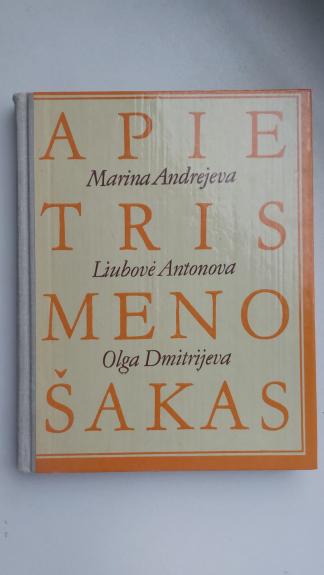 APIE
Marina Andrejeva
TRIS
Liubovė Antonova
MENO
Olga Dmitrijeva
ŠAKAS